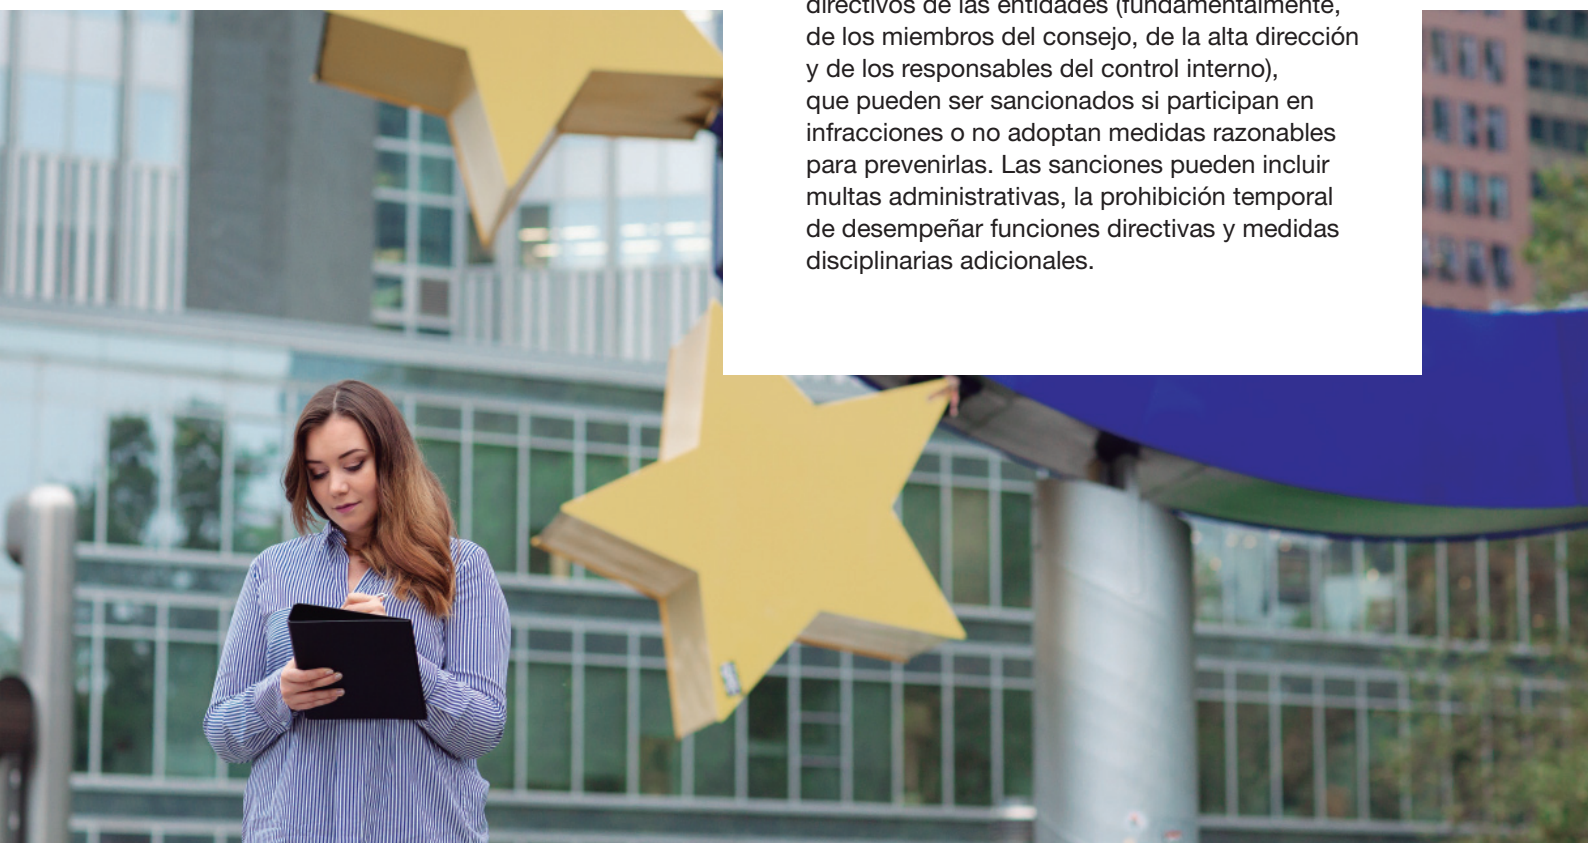 directivos de las entidades (fundamentalmente,
de los miembros del consejo, de la alta dirección
y de los responsables del control interno),
que pueden ser sancionados si participan en
infracciones o no adoptan medidas razonables
para prevenirlas. Las sanciones pueden incluir
multas administrativas, la prohibición temporal
de desempeñar funciones directivas y medidas
disciplinarias adicionales.